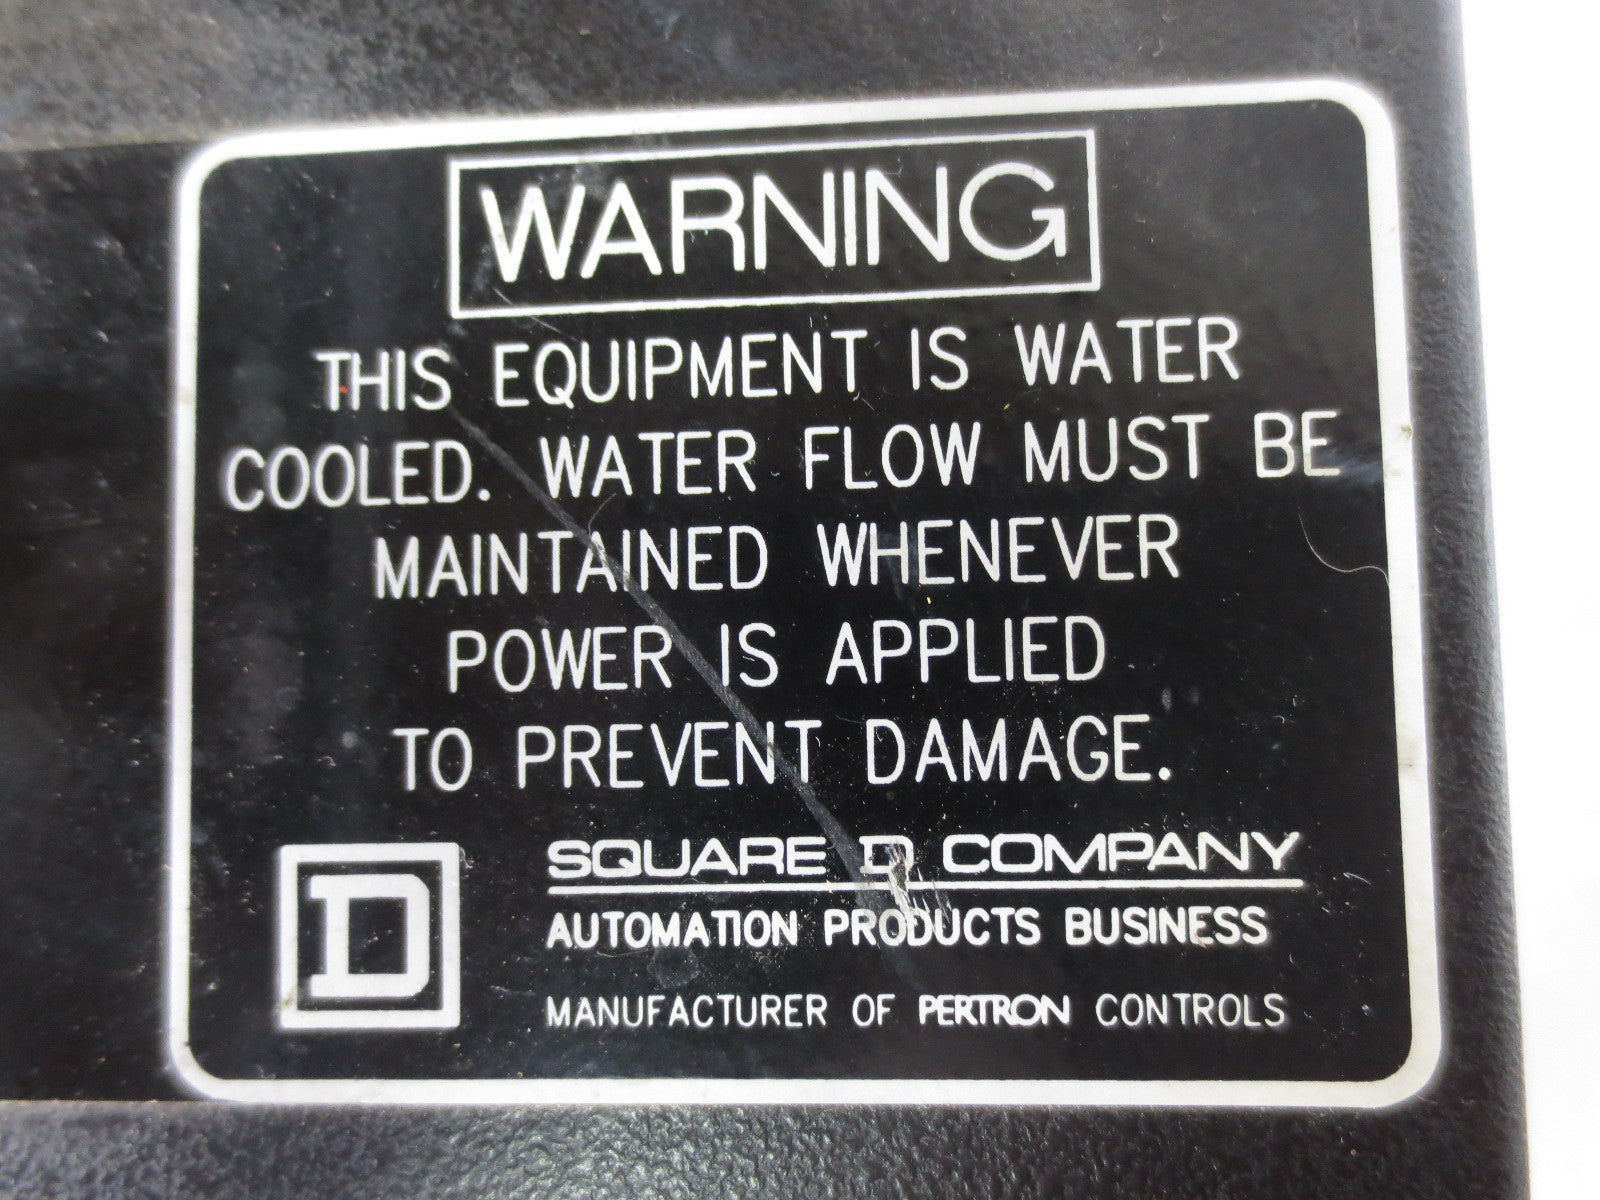 WARNING
THIS EQUIPMENT IS WATER
COOLED. WATER FLOW MUST BE
MAINTAINED WHENEVER
POWER IS APPLIED
TO PREVENT DAMAGE.
D
SQUARE D COMPANY
AUTOMATION PRODUCTS BUSINESS
MANUFACTURER OF PERTRON CONTROLS